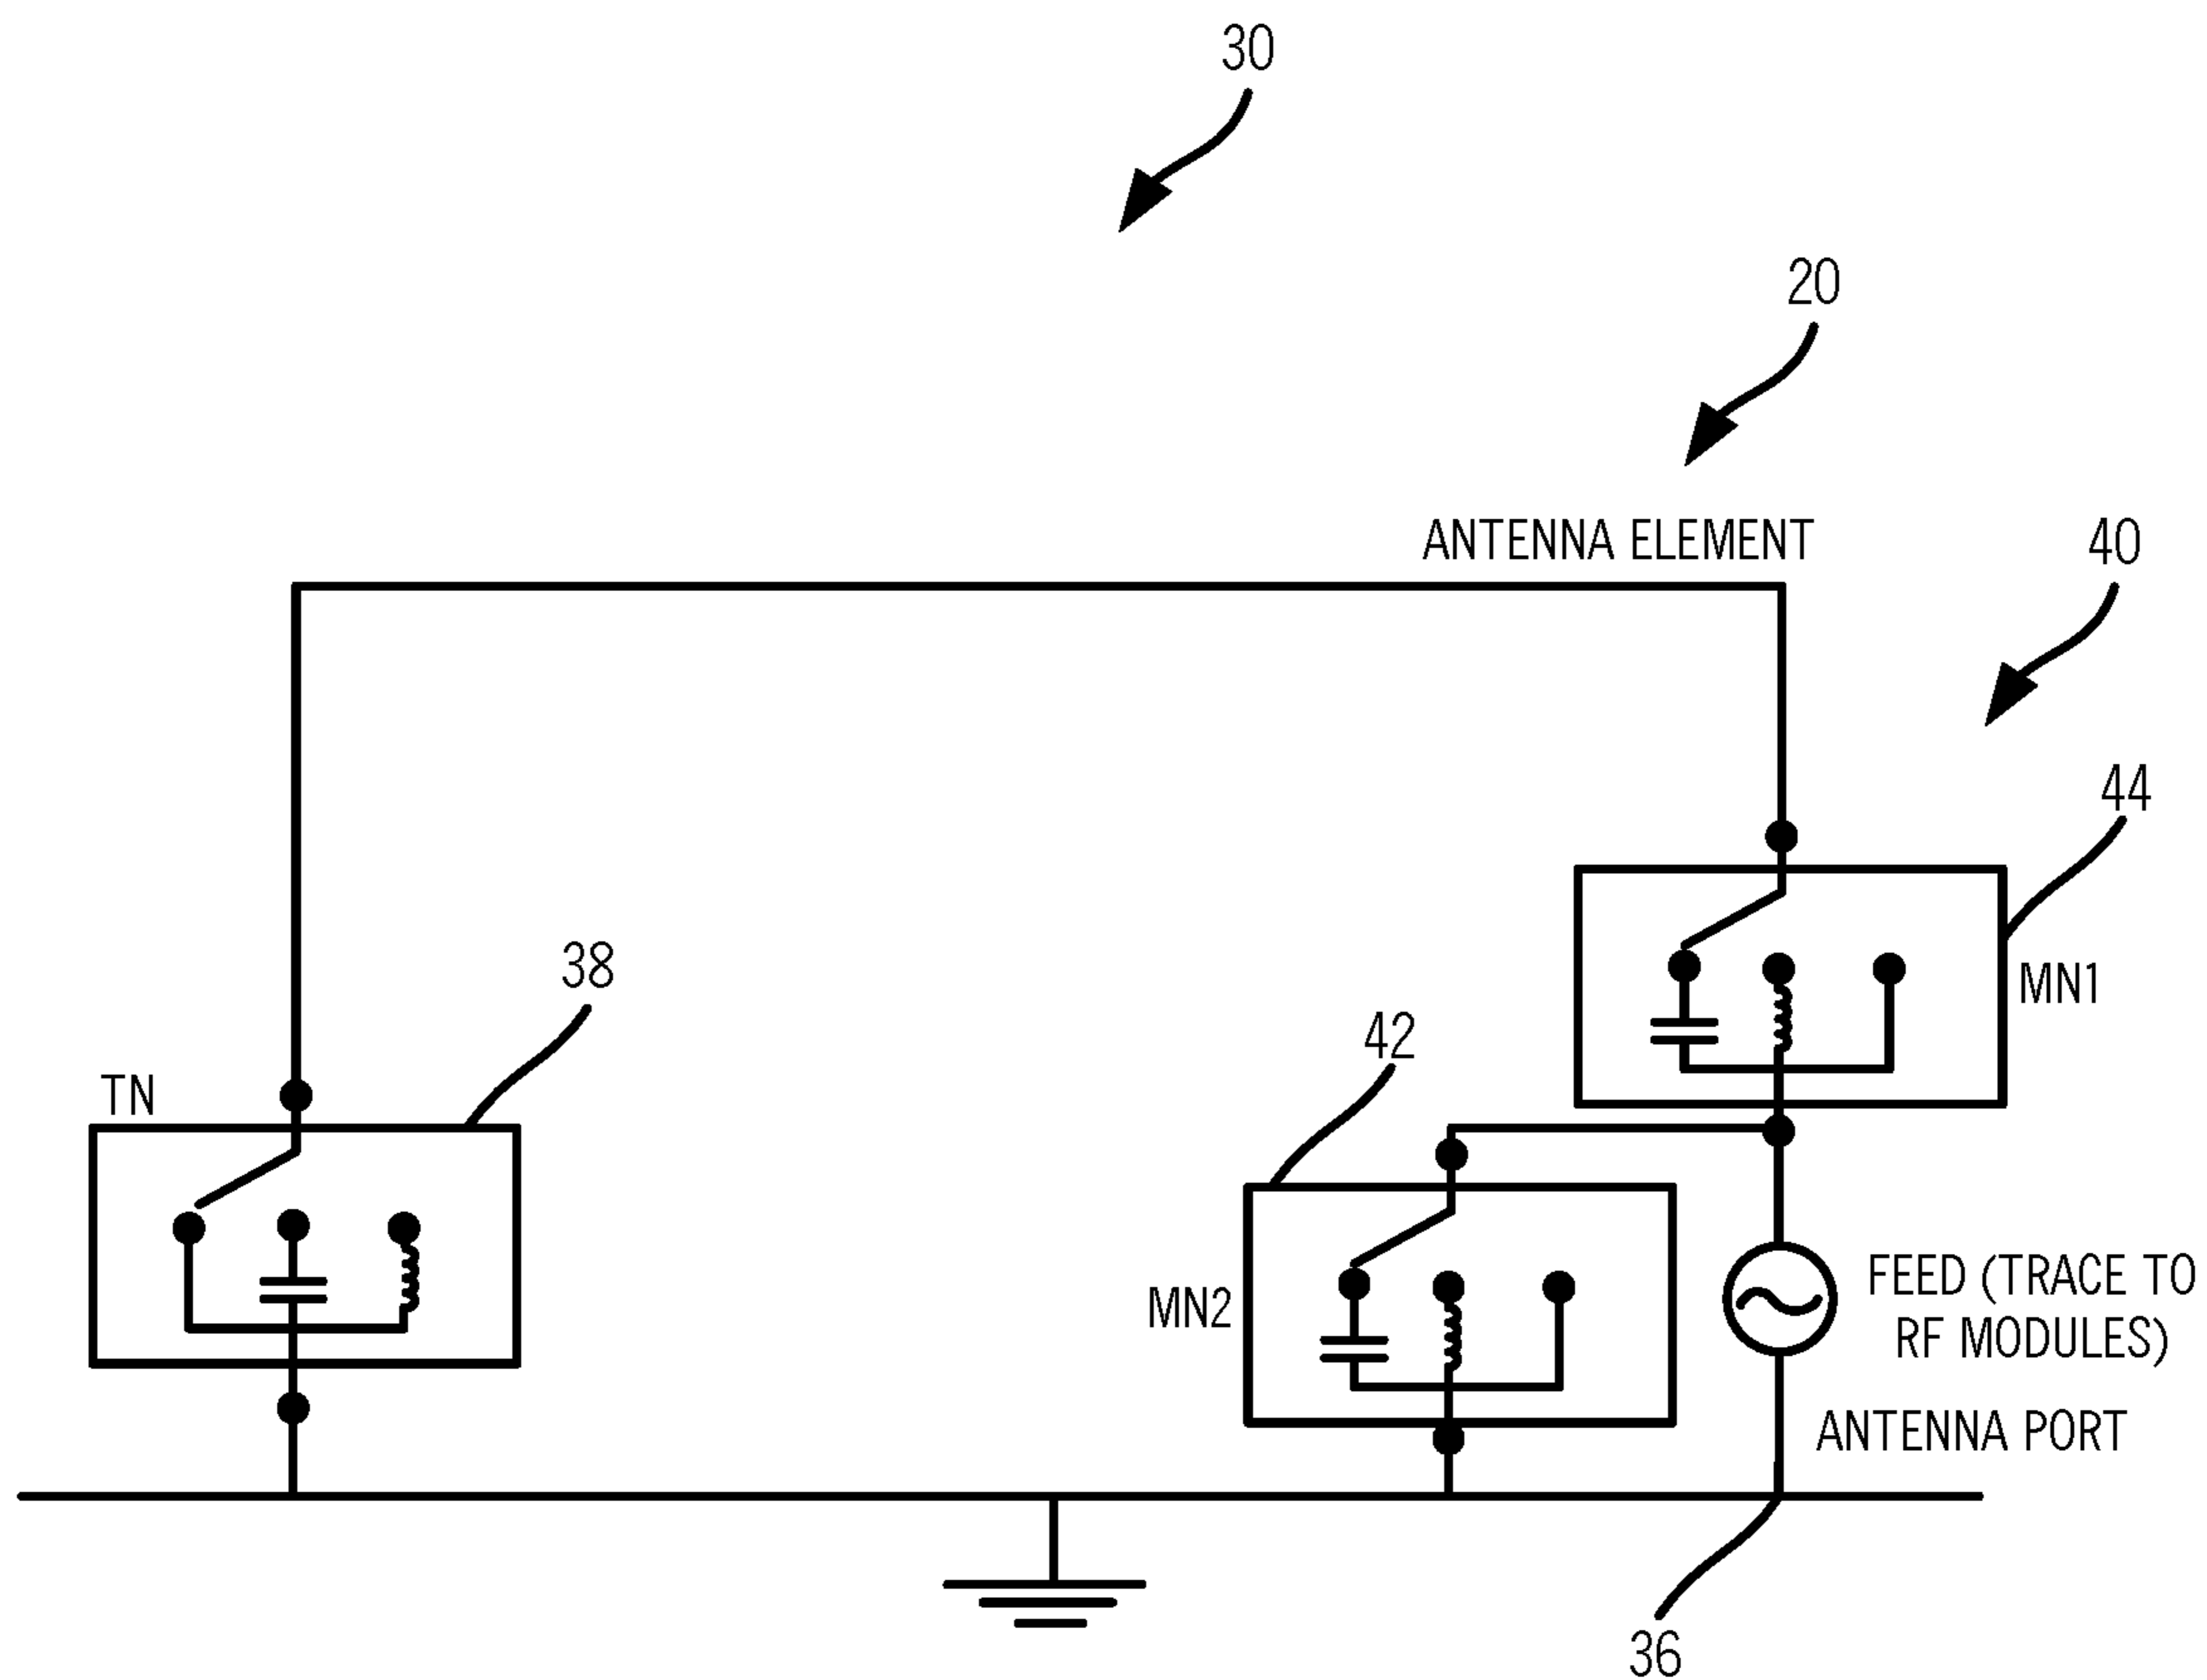 30
20
ANTENNA ELEMENT
40
44
38
MN1
42
TN
FEED (TRACE TO
RF MODULES)
MN2
ANTENNA PORT
36